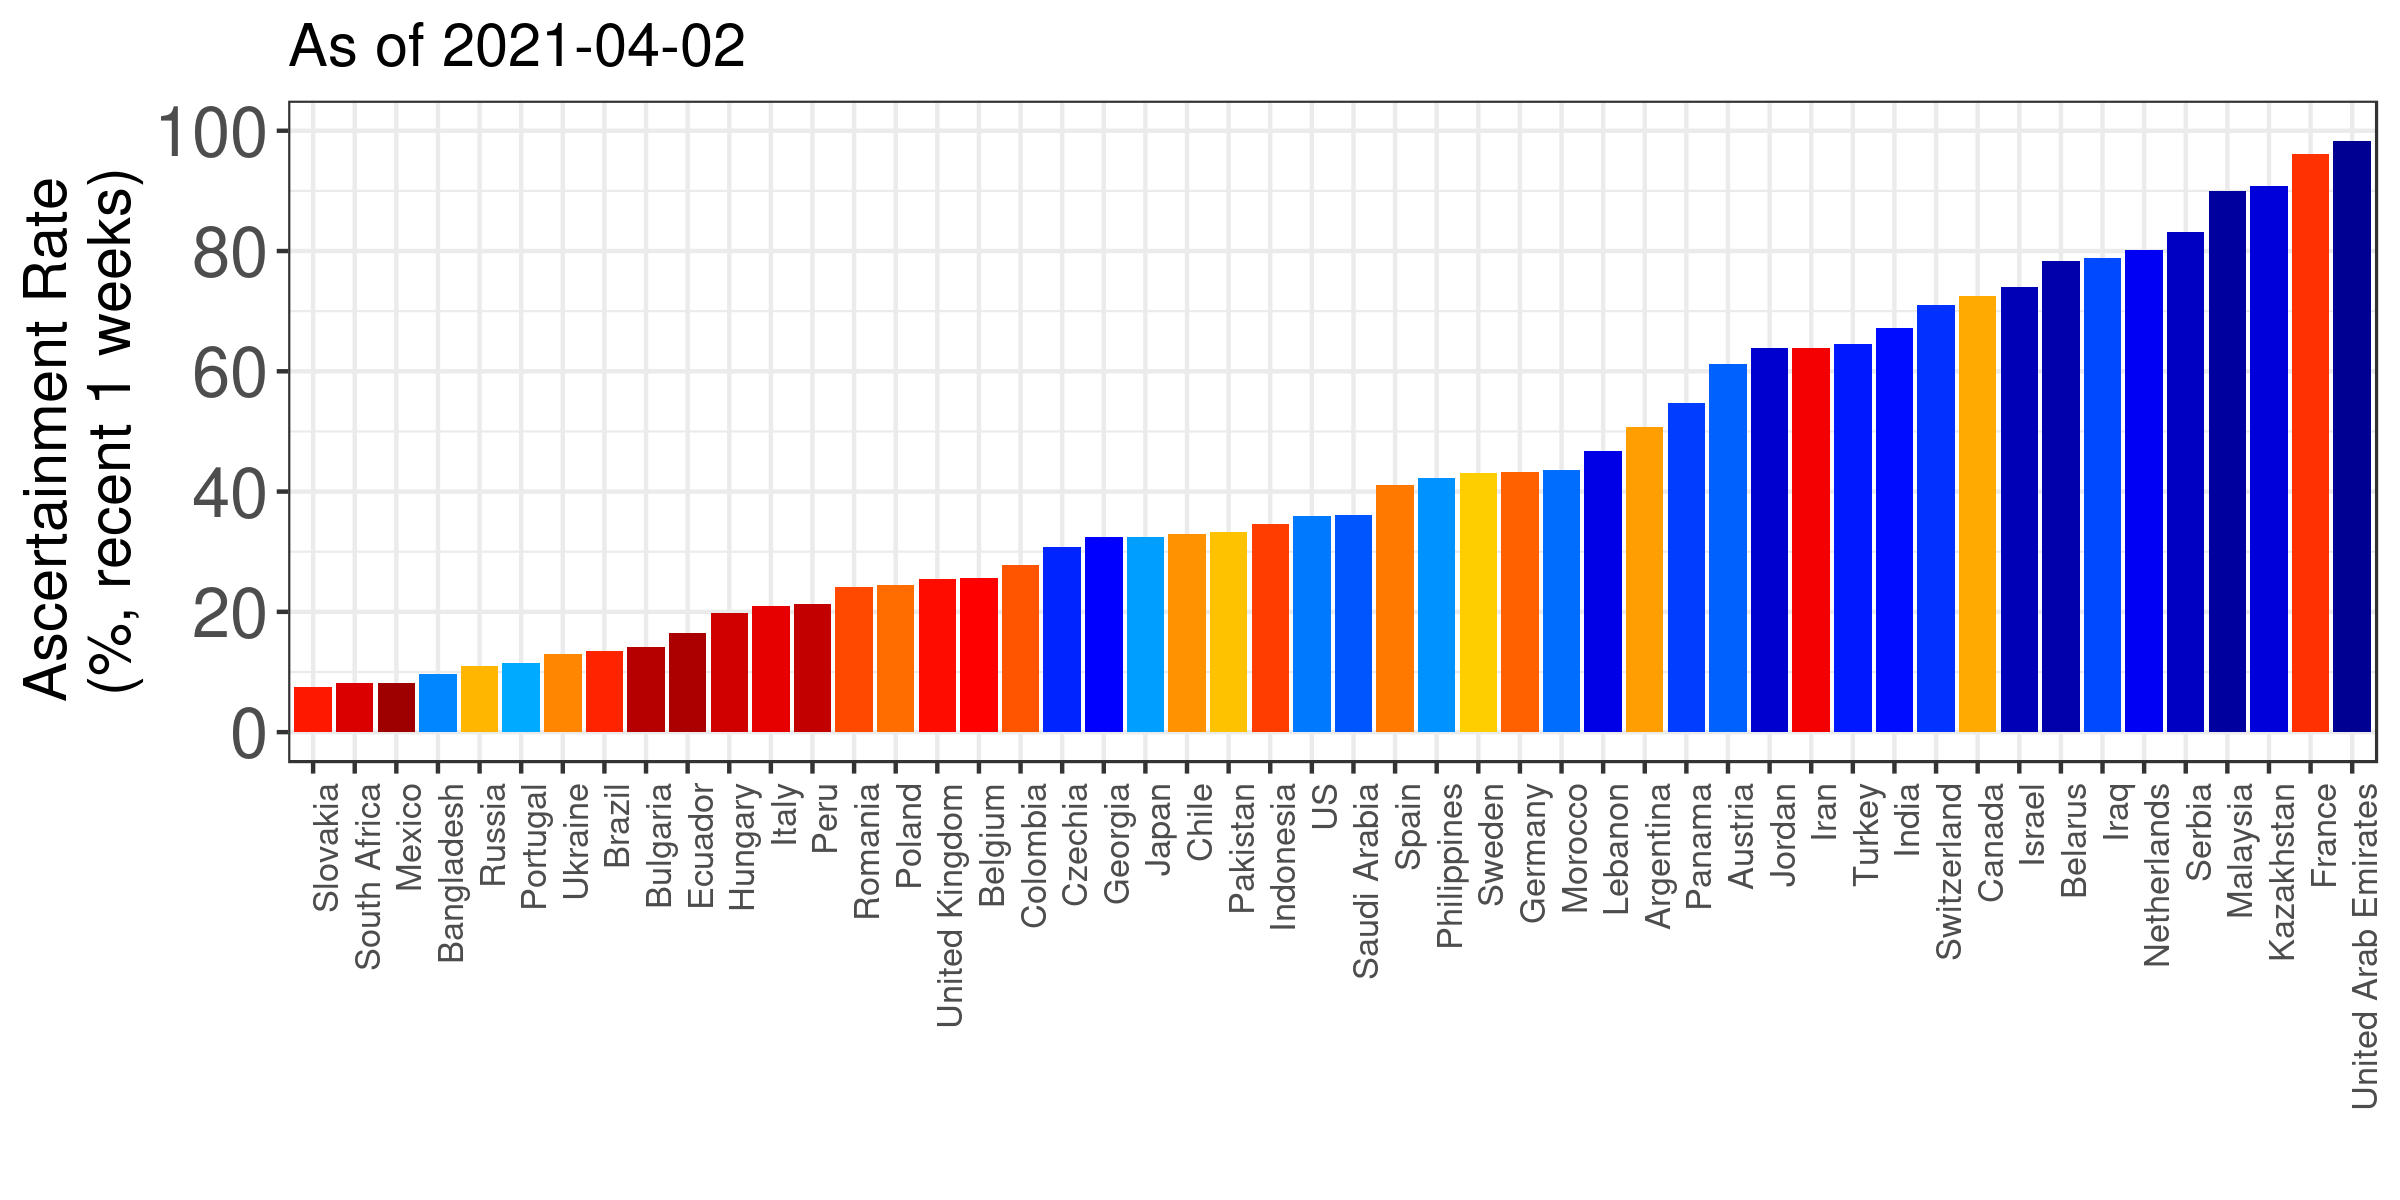 As of 2021-04-02
Ascertainment Rate
(%, recent 1 weeks)
100
80
60
40
20
0
Slovakia
South Africa
Mexico
Bangladesh
Russia
Portugal
Ukraine
Brazil
Bulgaria
Ecuador
Hungary
Italy
Peru
Romania
Poland
United Kingdom
Belgium
Colombia
Czechia
Georgia
Japan
Chile
Pakistan
Indonesia
US
Saudi Arabia
Spain
Philippines
Sweden
Germany
Morocco
Lebanon
Argentina
Panama
Austria
Jordan
Iran
Turkey
India
Switzerland
Canada
Israel
Belarus
Iraq
Netherlands
Serbia
Malaysia
Kazakhstan
France
United Arab Emirates